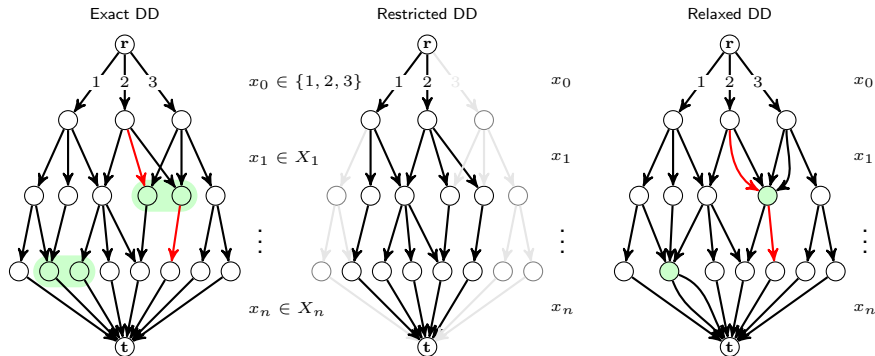 Exact DD
Restricted DD
Relaxed DD
r
r
r
1 2 3
x₀ ∈ {1, 2, 3}
1 2 3
x₀
1 2 3
x₀
x₁ ∈ X₁
x₁
x₁
⋮
⋮
⋮
xₙ ∈ Xₙ
xₙ
xₙ
t
t
t